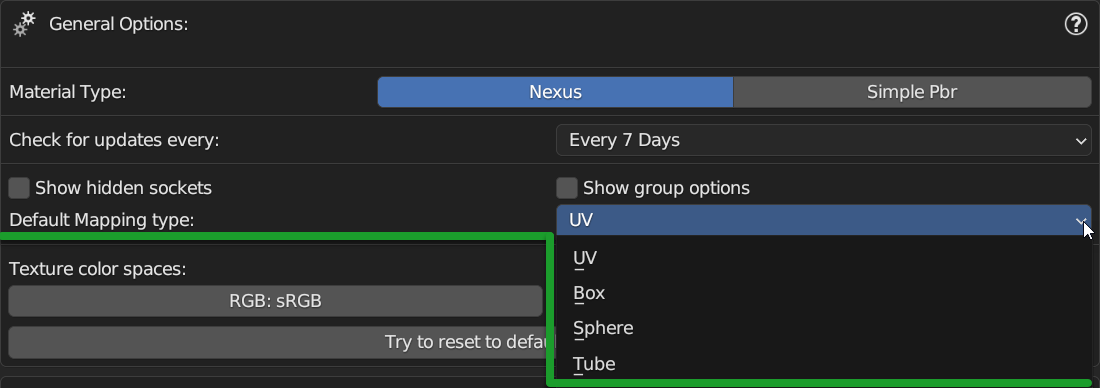 General Options:
?
Material Type:
Nexus
Simple Pbr
Check for updates every:
Every 7 Days
Show hidden sockets
Show group options
Default Mapping type:
UV
UV
Box
Sphere
Tube
Texture color spaces:
RGB: sRGB
Try to reset to defau